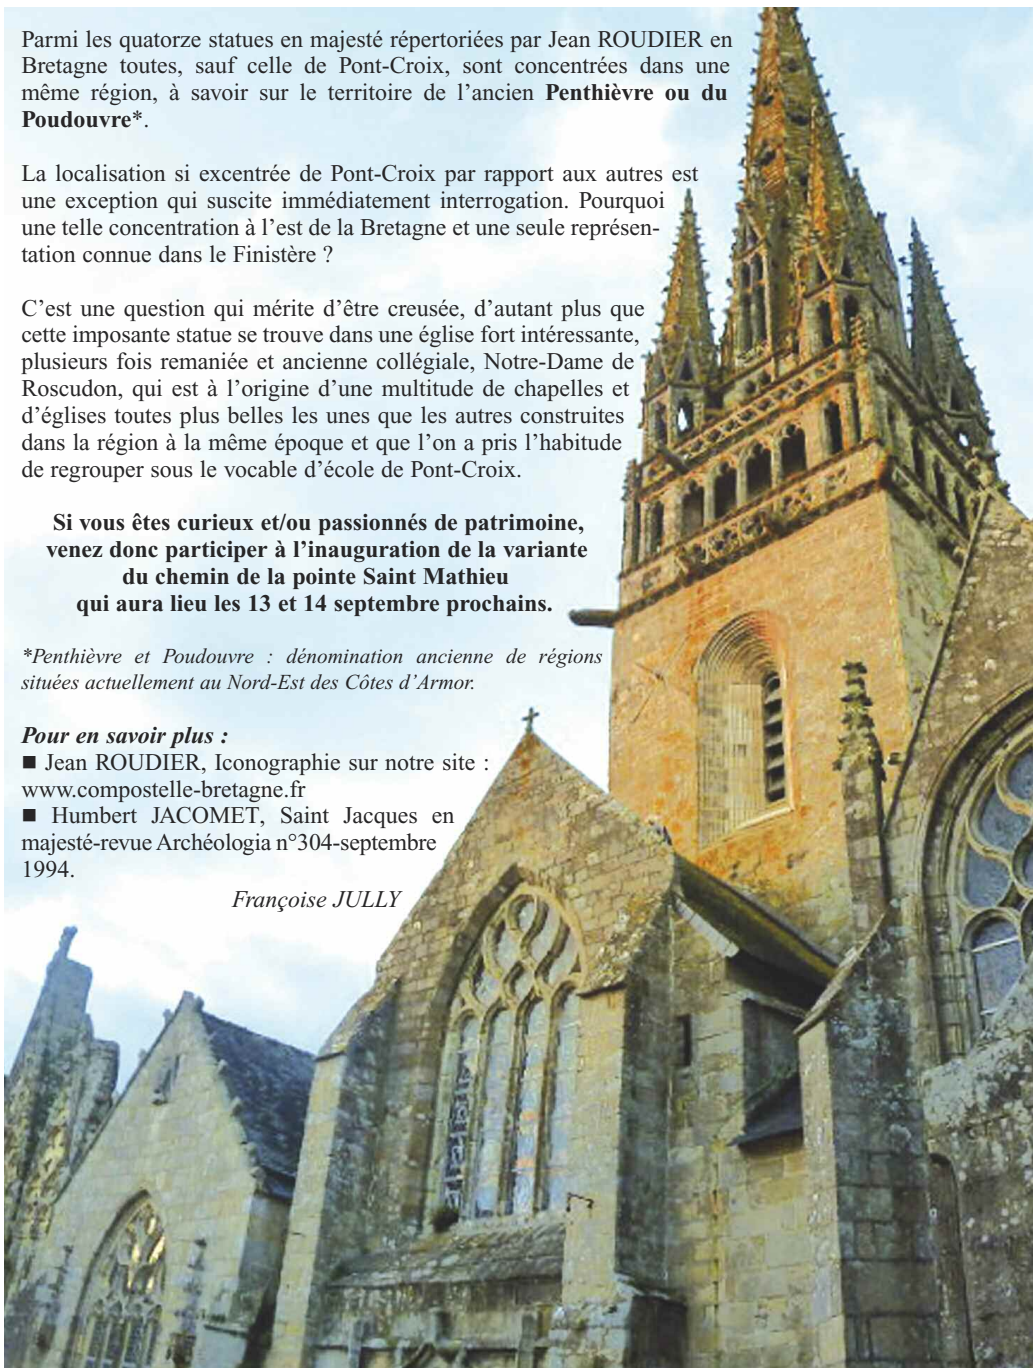 Parmi les quatorze statues en majesté répertoriées par Jean ROUDIER en
Bretagne toutes, sauf celle de Pont-Croix, sont concentrées dans une
même région, à savoir sur le territoire de l’ancien Penthièvre ou du
Poudouvre*.
La localisation si excentrée de Pont-Croix par rapport aux autres est
une exception qui suscite immédiatement interrogation. Pourquoi
une telle concentration à l’est de la Bretagne et une seule représen-
tation connue dans le Finistère ?
C’est une question qui mérite d’être creusée, d’autant plus que
cette imposante statue se trouve dans une église fort intéressante,
plusieurs fois remaniée et ancienne collégiale, Notre-Dame de
Roscudon, qui est à l’origine d’une multitude de chapelles et
d’églises toutes plus belles les unes que les autres construites
dans la région à la même époque et que l’on a pris l’habitude
de regrouper sous le vocable d’école de Pont-Croix.
Si vous êtes curieux et/ou passionnés de patrimoine,
venez donc participer à l’inauguration de la variante
du chemin de la pointe Saint Mathieu
qui aura lieu les 13 et 14 septembre prochains.
*Penthièvre et Poudouvre : dénomination ancienne de régions
situées actuellement au Nord-Est des Côtes d’Armor.
Pour en savoir plus :
■ Jean ROUDIER, Iconographie sur notre site :
www.compostelle-bretagne.fr
■ Humbert JACOMET, Saint Jacques en
majesté-revue Archéologia n°304-septembre
1994.
Françoise JULLY